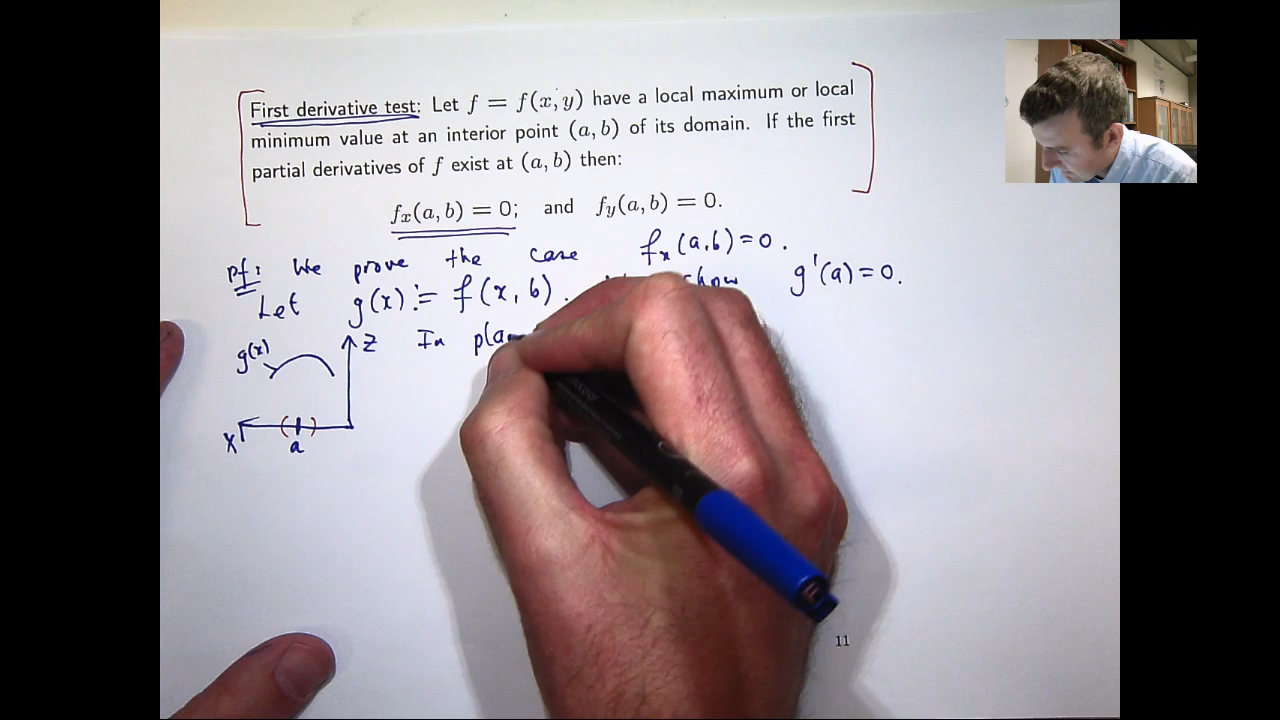 First derivative test: Let f = f(x, y) have a local maximum or local
minimum value at an interior point (a, b) of its domain. If the first
partial derivatives of f exist at (a, b) then:
fx(a, b) = 0; and fy(a, b) = 0.
pf: We prove the case fx(a,b)=0.
Let g(x) := f(x,b). show g'(a)=0.
g(x)
z In
x a
11